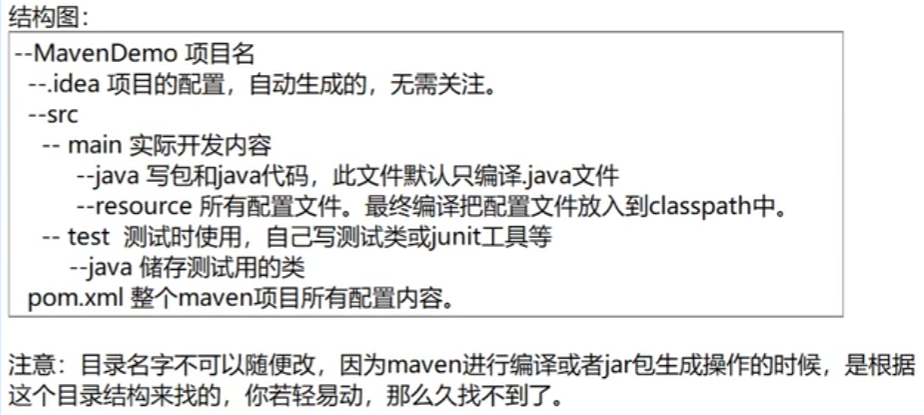 结构图：
--MavenDemo 项目名
--.idea 项目的配置，自动生成的，无需关注。
--src
-- main 实际开发内容
--java 写包和java代码，此文件默认只编译.java文件
--resource 所有配置文件。最终编译把配置文件放入到classpath中。
-- test 测试时使用，自己写测试类或junit工具等
--java 储存测试用的类
pom.xml 整个maven项目所有配置内容。
注意：目录名字不可以随便改，因为maven进行编译或者jar包生成操作的时候，是根据
这个目录结构来找的，你若轻易动，那么久找不到了。